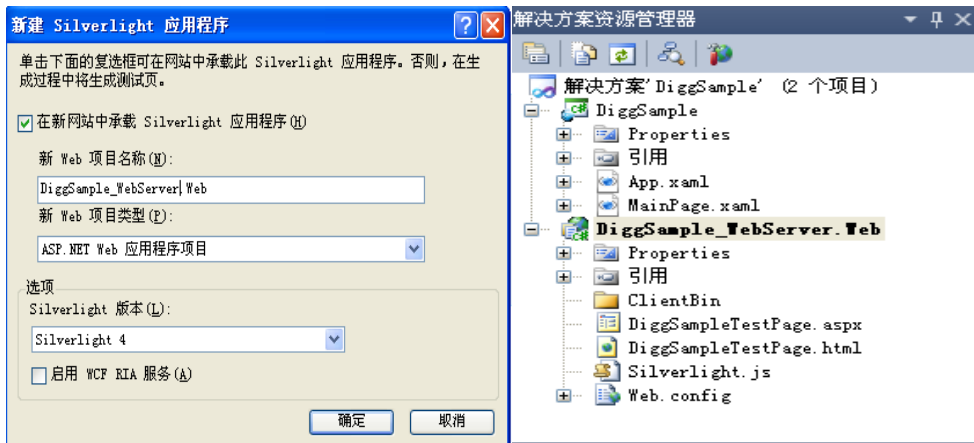 新建 Silverlight 应用程序
单击下面的复选框可在网站中承载此 Silverlight 应用程序。否则,在生
成过程中将生成测试页。
在新网站中承载 Silverlight 应用程序(H)
新 Web 项目名称(N):
DiggSample_WebServer.Web
新 Web 项目类型(P):
ASP.NET Web 应用程序项目
选项
Silverlight 版本(L):
Silverlight 4
启用 WCF RIA 服务(A)
确定
取消
解决方案资源管理器
解决方案'DiggSample' (2 个项目)
DiggSample
Properties
引用
App.xaml
MainPage.xaml
DiggSample_WebServer.Web
Properties
引用
ClientBin
DiggSampleTestPage.aspx
DiggSampleTestPage.html
Silverlight.js
Web.config